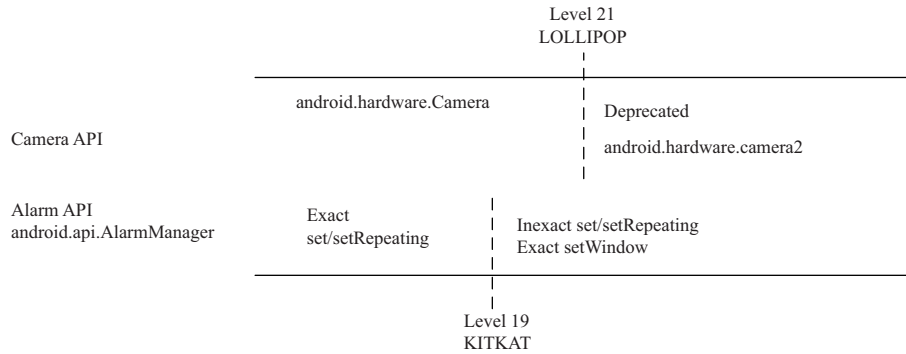 Level 21
LOLLIPOP
android.hardware.Camera
Deprecated
Camera API
android.hardware.camera2
Alarm API
android.api.AlarmManager
Exact
set/setRepeating
Inexact set/setRepeating
Exact setWindow
Level 19
KITKAT